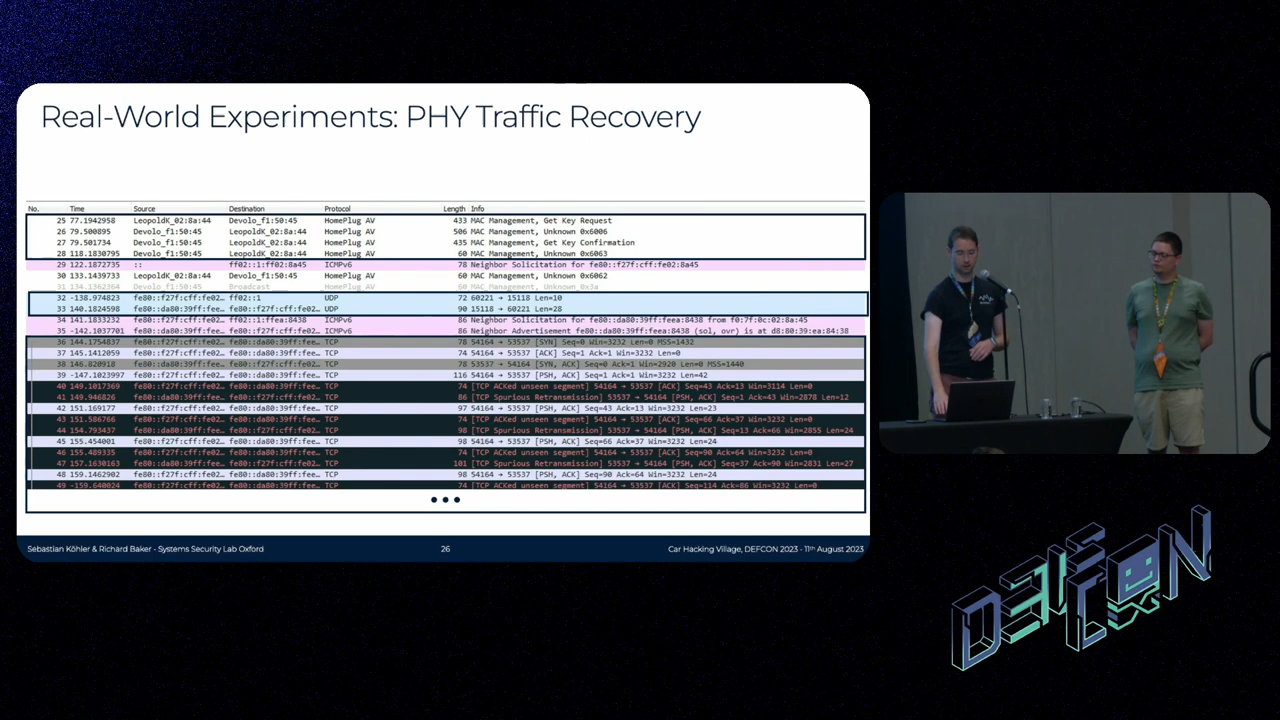 Real-World Experiments: PHY Traffic Recovery
No. Time Source Destination Protocol Length Info
25 77.1942958 LeopoldK_02:8a:44 Devolo_f1:50:45 HomePlug AV 433 MAC Management, Get Key Request
26 79.500895 Devolo_f1:50:45 LeopoldK_02:8a:44 HomePlug AV 506 MAC Management, Unknown 0x6006
27 79.501734 Devolo_f1:50:45 LeopoldK_02:8a:44 HomePlug AV 435 MAC Management, Get Key Confirmation
28 118.1830795 Devolo_f1:50:45 LeopoldK_02:8a:44 HomePlug AV 60 MAC Management, Unknown 0x6063
29 122.1872735 :: ff02::1:ff02:8a45 ICMPv6 78 Neighbor Solicitation for fe80::f27f:cff:fe02:8a45
30 133.1439733 LeopoldK_02:8a:44 Devolo_f1:50:45 HomePlug AV 60 MAC Management, Unknown 0x6062
31 134.1362364 Devolo_f1:50:45 Broadcast HomePlug AV 60 MAC Management, Unknown 0x3a
32 -138.974823 fe80::f27f:cff:fe02… ff02::1 UDP 72 60221 → 15118 Len=10
33 140.1824598 fe80::da80:39ff:fee… fe80::f27f:cff:fe02… UDP 90 15118 → 60221 Len=28
34 141.1833232 fe80::f27f:cff:fe02… ff02::1:ffea:8438 ICMPv6 86 Neighbor Solicitation for fe80::da80:39ff:feea:8438 from f0:7f:0c:02:8a:45
35 -142.1037701 fe80::da80:39ff:fee… fe80::f27f:cff:fe02… ICMPv6 86 Neighbor Advertisement fe80::da80:39ff:feea:8438 (sol, ovr) is at d8:80:39:ea:84:38
36 144.1754837 fe80::f27f:cff:fe02… fe80::da80:39ff:fee… TCP 78 54164 → 53537 [SYN] Seq=0 Win=3232 MSS=1432
37 145.1412059 fe80::f27f:cff:fe02… fe80::da80:39ff:fee… TCP 74 54164 → 53537 [ACK] Seq=1 Ack=1 Win=3232 Len=0
38 146.820918 fe80::da80:39ff:fee… fe80::f27f:cff:fe02… TCP 78 53537 → 54164 [SYN, ACK] Seq=0 Ack=1 Win=2920 Len=0 MSS=1440
39 -147.1023997 fe80::f27f:cff:fe02… fe80::da80:39ff:fee… TCP 116 54164 → 53537 [PSH, ACK] Seq=1 Ack=1 Win=3232 Len=42
40 149.1017369 fe80::f27f:cff:fe02… fe80::da80:39ff:fee… TCP 74 [TCP ACKed unseen segment] 54164 → 53537 [ACK] Seq=43 Ack=13 Win=3114 Len=0
41 149.946826 fe80::da80:39ff:fee… fe80::f27f:cff:fe02… TCP 86 [TCP Spurious Retransmission] 53537 → 54164 [PSH, ACK] Seq=1 Ack=43 Win=2878 Len=12
42 151.169177 fe80::f27f:cff:fe02… fe80::da80:39ff:fee… TCP 97 54164 → 53537 [PSH, ACK] Seq=43 Ack=13 Win=3232 Len=23
43 151.586766 fe80::f27f:cff:fe02… fe80::da80:39ff:fee… TCP 74 [TCP ACKed unseen segment] 54164 → 53537 [ACK] Seq=66 Ack=37 Win=3232 Len=0
44 154.793437 fe80::da80:39ff:fee… fe80::f27f:cff:fe02… TCP 98 [TCP Spurious Retransmission] 53537 → 54164 [PSH, ACK] Seq=13 Ack=66 Win=2855 Len=24
45 155.454001 fe80::f27f:cff:fe02… fe80::da80:39ff:fee… TCP 98 54164 → 53537 [PSH, ACK] Seq=66 Ack=37 Win=3232 Len=24
46 155.489335 fe80::f27f:cff:fe02… fe80::da80:39ff:fee… TCP 74 [TCP ACKed unseen segment] 54164 → 53537 [ACK] Seq=90 Ack=64 Win=3232 Len=0
47 157.1630163 fe80::da80:39ff:fee… fe80::f27f:cff:fe02… TCP 101 [TCP Spurious Retransmission] 53537 → 54164 [PSH, ACK] Seq=37 Ack=90 Win=2831 Len=27
48 159.1462902 fe80::f27f:cff:fe02… fe80::da80:39ff:fee… TCP 98 54164 → 53537 [PSH, ACK] Seq=90 Ack=64 Win=3232 Len=24
49 -159.640024 fe80::f27f:cff:fe02… fe80::da80:39ff:fee… TCP 74 [TCP ACKed unseen segment] 54164 → 53537 [ACK] Seq=114 Ack=86 Win=3232 Len=0
Sebastian Köhler & Richard Baker - Systems Security Lab Oxford
26
Car Hacking Village, DEFCON 2023 - 11th August 2023
DEFCON